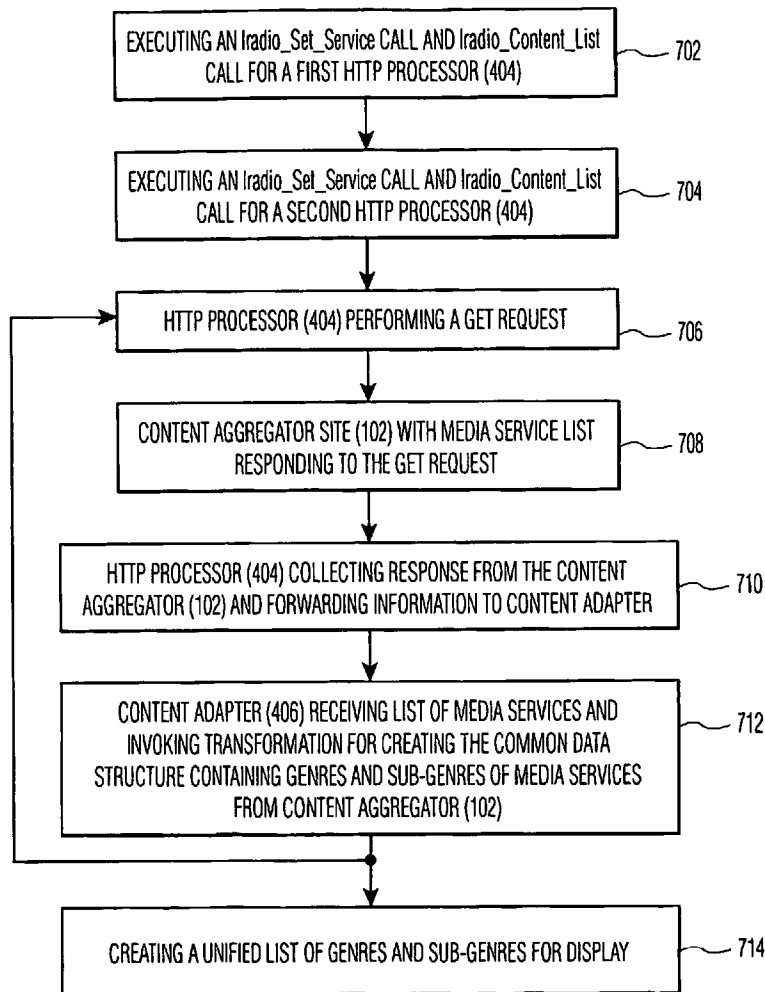 EXECUTING AN Iradio_Set_Service CALL AND Iradio_Content_List
CALL FOR A FIRST HTTP PROCESSOR (404)
702
EXECUTING AN Iradio_Set_Service CALL AND Iradio_Content_List
CALL FOR A SECOND HTTP PROCESSOR (404)
704
HTTP PROCESSOR (404) PERFORMING A GET REQUEST
706
CONTENT AGGREGATOR SITE (102) WITH MEDIA SERVICE LIST
RESPONDING TO THE GET REQUEST
708
HTTP PROCESSOR (404) COLLECTING RESPONSE FROM THE CONTENT
AGGREGATOR (102) AND FORWARDING INFORMATION TO CONTENT ADAPTER
710
CONTENT ADAPTER (406) RECEIVING LIST OF MEDIA SERVICES AND
INVOKING TRANSFORMATION FOR CREATING THE COMMON DATA
STRUCTURE CONTAINING GENRES AND SUB-GENRES OF MEDIA SERVICES
FROM CONTENT AGGREGATOR (102)
712
CREATING A UNIFIED LIST OF GENRES AND SUB-GENRES FOR DISPLAY
714